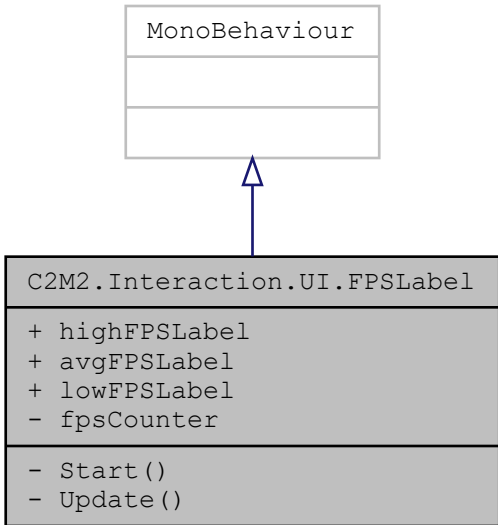 MonoBehaviour
C2M2.Interaction.UI.FPSLabel
+ highFPSLabel
+ avgFPSLabel
+ lowFPSLabel
- fpsCounter
- Start()
- Update()